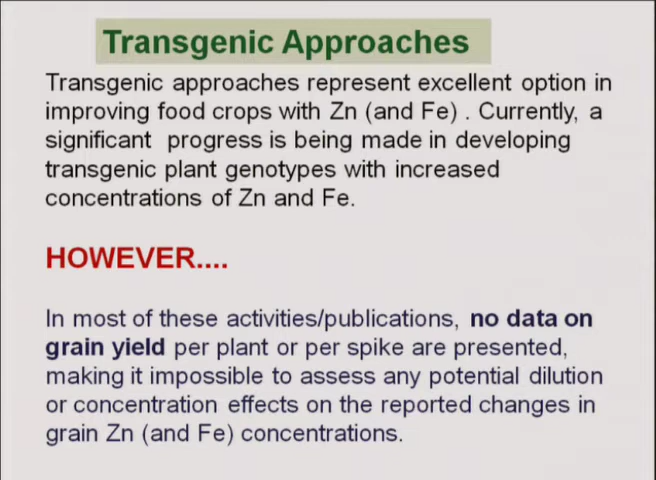 Transgenic Approaches
Transgenic approaches represent excellent option in
improving food crops with Zn (and Fe) . Currently, a
significant progress is being made in developing
transgenic plant genotypes with increased
concentrations of Zn and Fe.
HOWEVER....
In most of these activities/publications, no data on
grain yield per plant or per spike are presented,
making it impossible to assess any potential dilution
or concentration effects on the reported changes in
grain Zn (and Fe) concentrations.